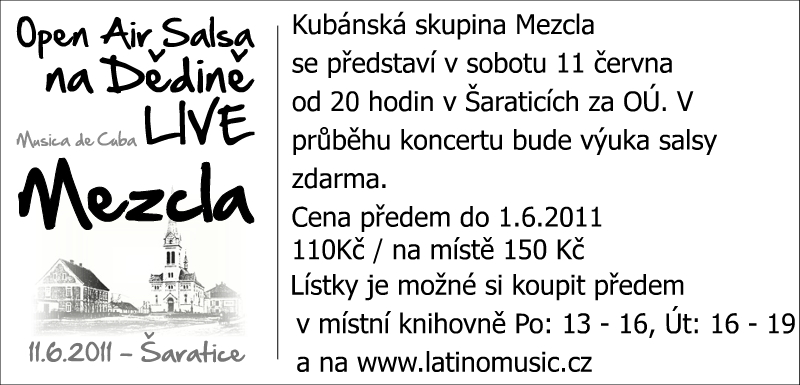 Open Air Salsa
na Dědině
LIVE
Musica de Cuba
Mezcla
11.6.2011 - Šaratice
Kubánská skupina Mezcla
se představí v sobotu 11 června
od 20 hodin v Šaraticích za OÚ. V
průběhu koncertu bude výuka salsy
zdarma.
Cena předem do 1.6.2011
110Kč / na místě 150 Kč
Lístky je možné si koupit předem
v místní knihovně Po: 13 - 16, Út: 16 - 19
a na www.latinomusic.cz